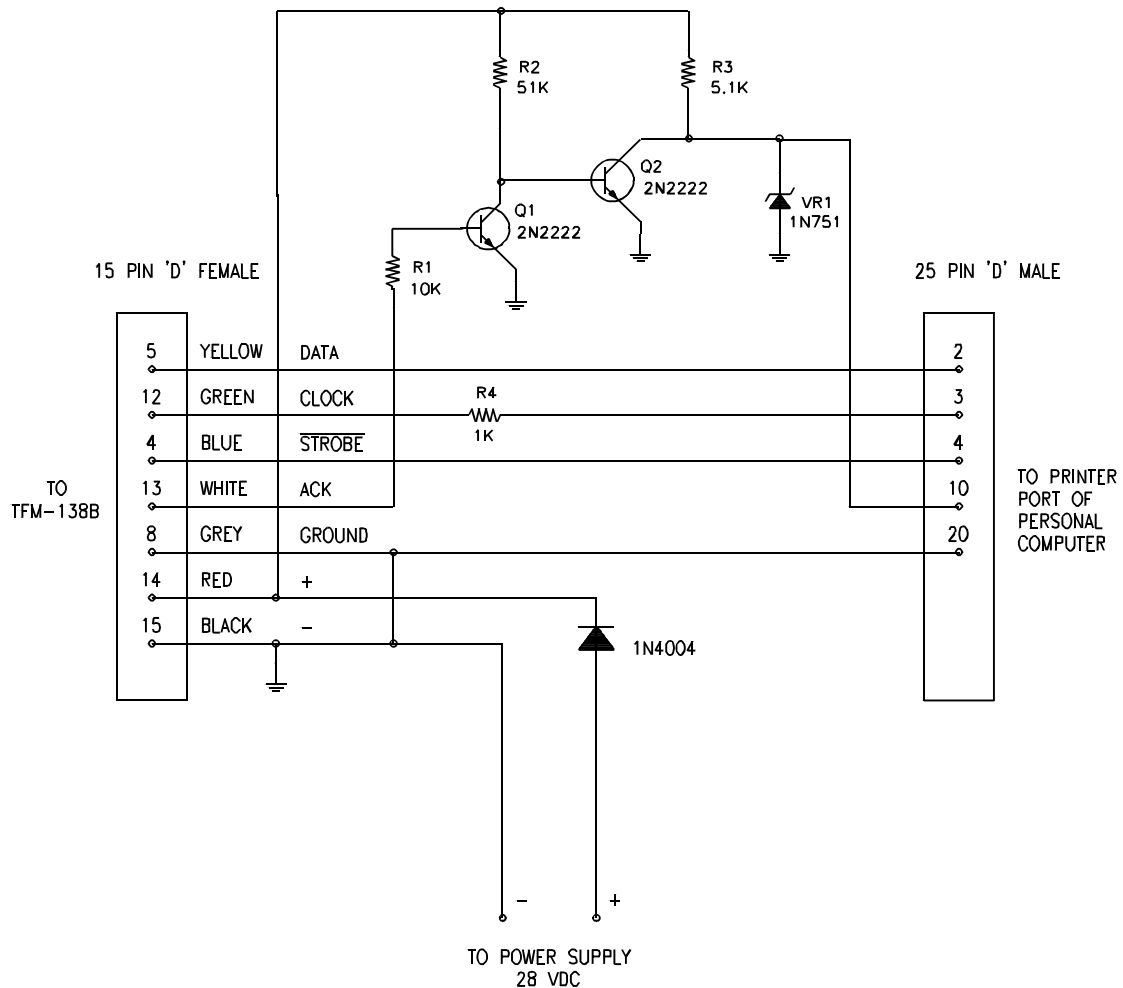 R2
51K
R3
5.1K
Q2
2N2222
Q1
2N2222
VR1
1N751
15 PIN 'D' FEMALE
R1
10K
25 PIN 'D' MALE
5 YELLOW DATA 2
12 GREEN CLOCK 3
R4
1K
4 BLUE STROBE 4
13 WHITE ACK 10
8 GREY GROUND 20
14 RED +
15 BLACK -
TO
TFM-138B
TO PRINTER
PORT OF
PERSONAL
COMPUTER
1N4004
- +
TO POWER SUPPLY
28 VDC